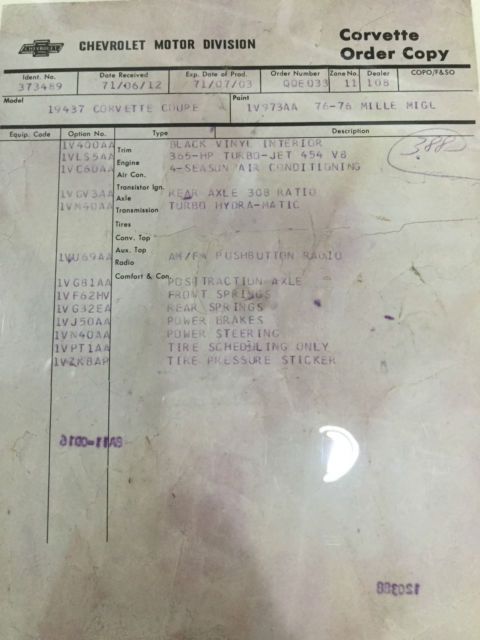 CHEVROLET
CHEVROLET MOTOR DIVISION
Corvette
Order Copy
Ident. No. Date Received Exp. Date of Prod. Order Number Zone No. Dealer COPO/F&SO
373489 71/06/12 71/07/03 QOE033 11 108
Model Paint
19437 CORVETTE COUPE 1V973AA 76-76 MILLE MIGL
Equip. Code Option No. Type Description
1V400AA Trim BLACK VINYL INTERIOR
1VLS5AA Engine 365-HP TURBO-JET 454 V8
1VC60AA Air Con. 4-SEASON AIR CONDITIONING
388
Transistor Ign.
1VGV3AA Axle REAR AXLE 308 RATIO
1VM40AA Transmission TURBO HYDRA-MATIC
Tires
Conv. Top
Aux. Top
1VU69AA Radio AM/FM PUSHBUTTON RADIO
Comfort & Con.
1VG81AA POSITRACTION AXLE
1VF62HV FRONT SPRINGS
1VG32EA REAR SPRINGS
1VJ50AA POWER BRAKES
1VN40AA POWER STEERING
1VPT1AA TIRE SCHEDULING ONLY
1VZK8AP TIRE PRESSURE STICKER
120388